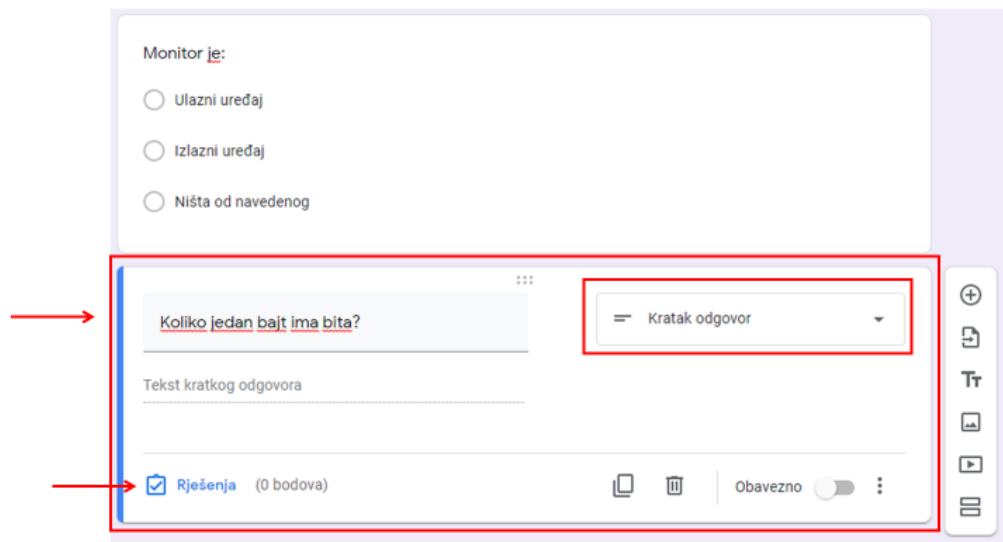 Monitor je:
Ulazni uređaj
Izlazni uređaj
Ništa od navedenog
Koliko jedan bajt ima bita?
Kratak odgovor
Tekst kratkog odgovora
Rješenja (0 bodova)
Obavezno
Tт